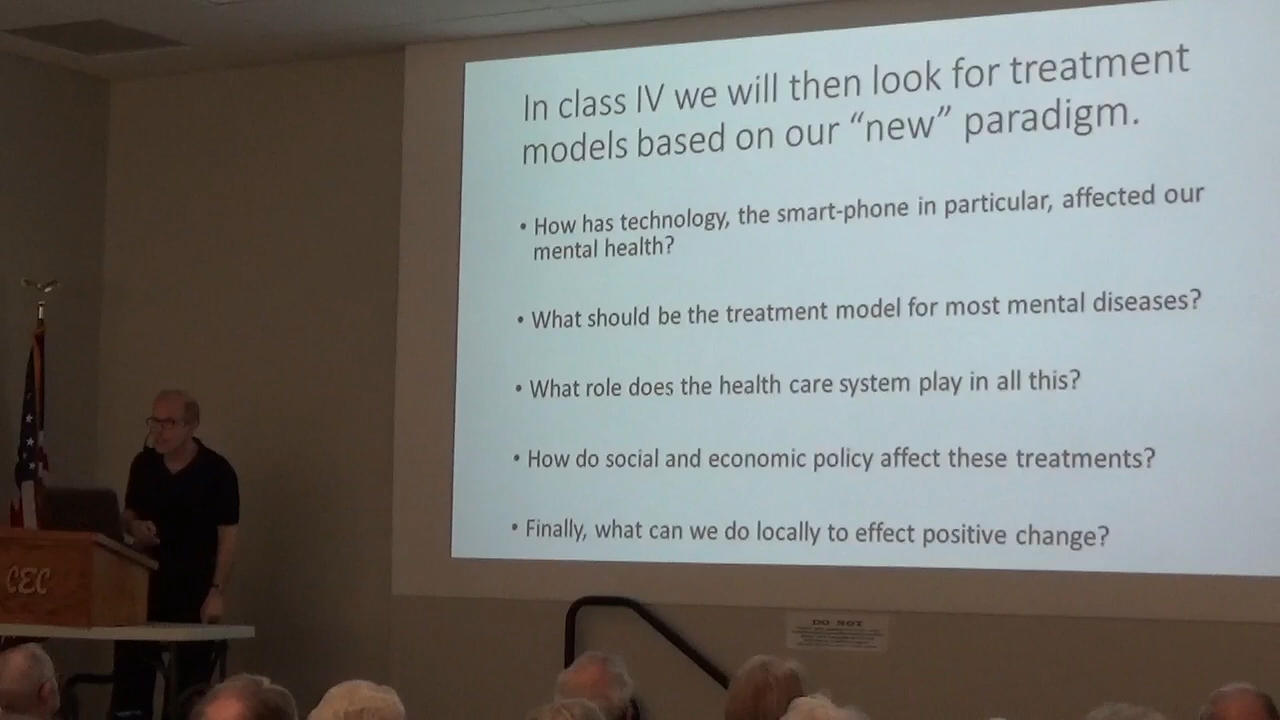 In class IV we will then look for treatment
models based on our “new” paradigm.
• How has technology, the smart-phone in particular, affected our
mental health?
• What should be the treatment model for most mental diseases?
• What role does the health care system play in all this?
• How do social and economic policy affect these treatments?
• Finally, what can we do locally to effect positive change?
CEC
DO NOT